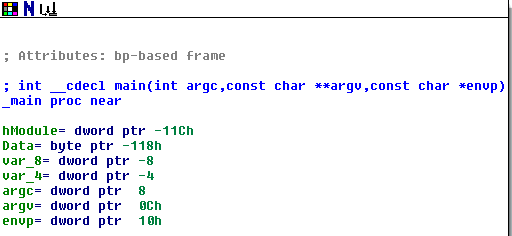 N
; Attributes: bp-based frame
; int __cdecl main(int argc,const char **argv,const char *envp)
_main proc near
hModule= dword ptr -11Ch
Data= byte ptr -118h
var_8= dword ptr -8
var_4= dword ptr -4
argc= dword ptr  8
argv= dword ptr  0Ch
envp= dword ptr  10h